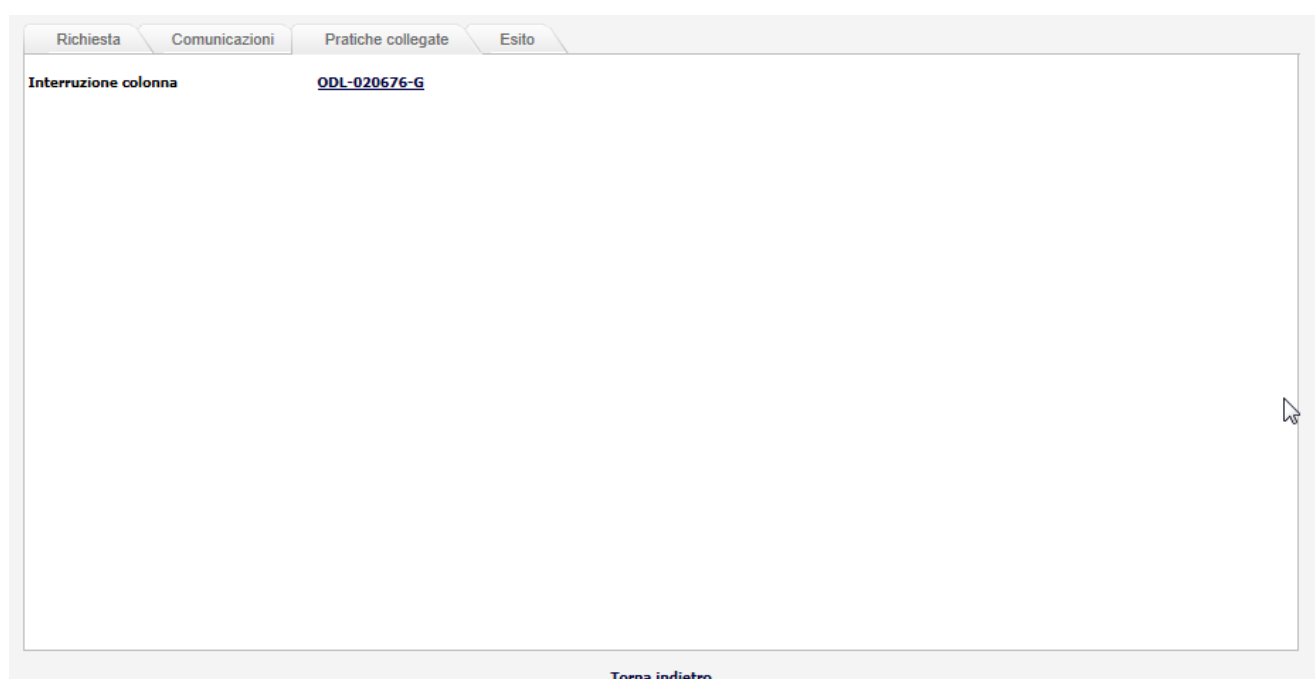 Richiesta Comunicazioni Pratiche collegate Esito
Interruzione colonna ODL-020676-G
Torna indietro